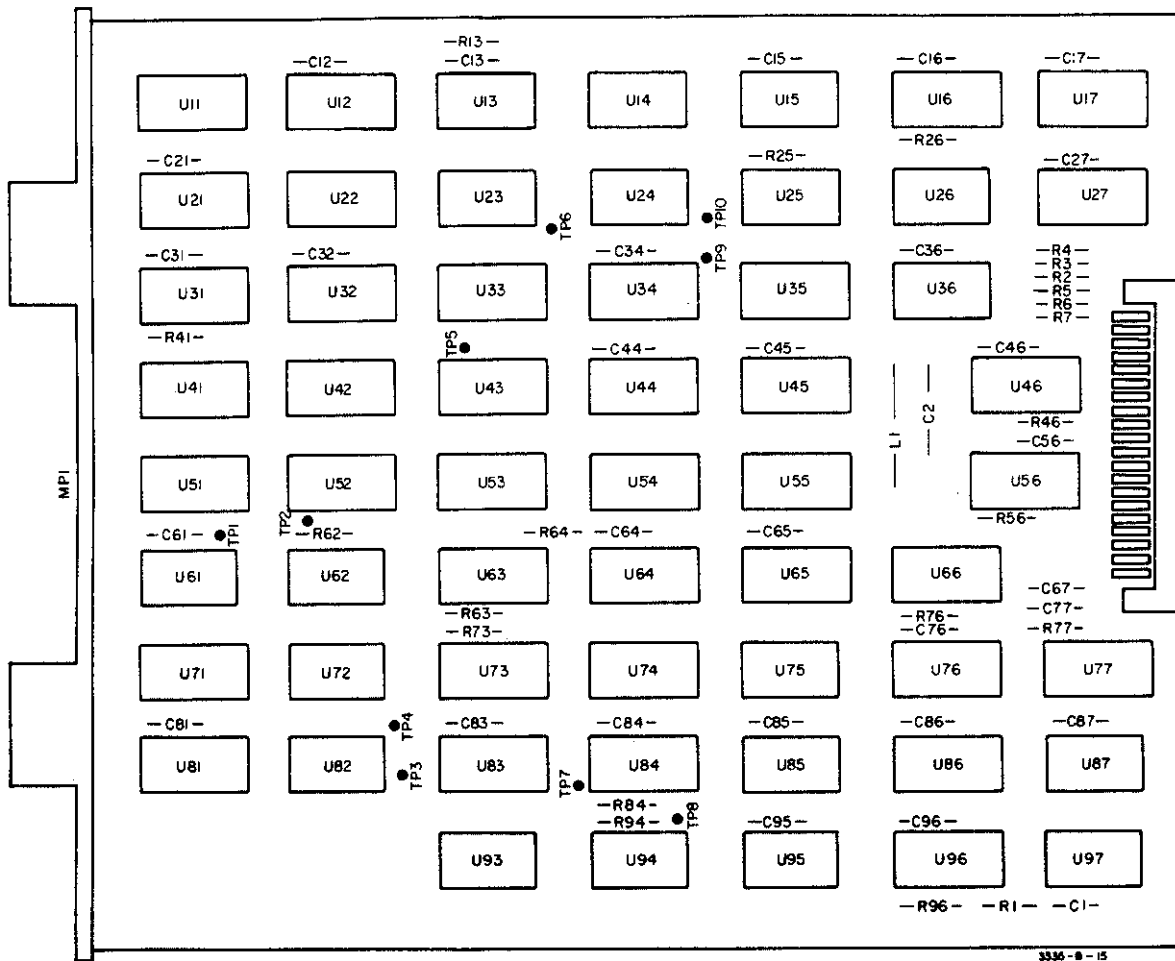 —R13—
—C12— —C13— —C15— —C16— —C17—
U11 U12 U13 U14 U15 U16 U17
—R26—
—C21— —R25— —C27—
U21 U22 U23 U24 U25 U26 U27
TP6 TP10
TP9
—C31— —C32— —C34— —C36— —R4—
—R3—
—R2—
—R5—
—R6—
—R7—
U31 U32 U33 U34 U35 U36
—R41— TP5 —C44— —C45— —C46—
U41 U42 U43 U44 U45 U46
L1 C2
—R46—
—C56—
MP1
U51 U52 U53 U54 U55 U56
—R56—
—C61— TP1 TP2 —R62— —R64— —C64— —C65—
U61 U62 U63 U64 U65 U66
—C67—
—R63— —R76— —C77—
—R73— —C76— —R77—
U71 U72 U73 U74 U75 U76 U77
—C81— TP4 —C83— —C84— —C85— —C86— —C87—
U81 U82 TP3 U83 TP7 U84 U85 U86 U87
—R84— TP8
—R94— —C95— —C96—
U93 U94 U95 U96 U97
—R96— —R1— —C1—
3336-B-15